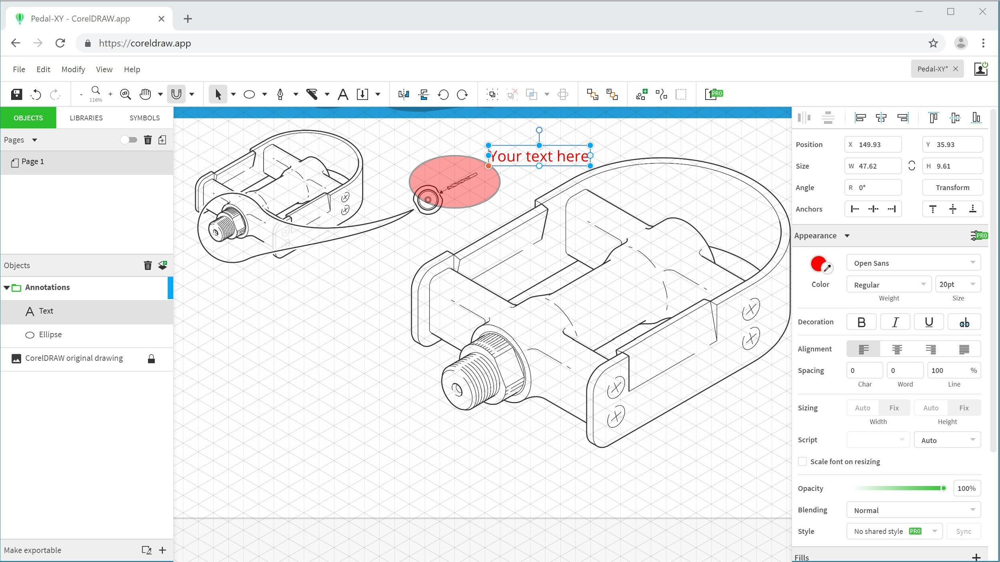 Pedal-XY - CorelDRAW.app
https://coreldraw.app
File Edit Modify View Help
Pedal-XY*
- 116% +
PRO
OBJECTS LIBRARIES SYMBOLS
Pages
Page 1
Objects
Annotations
Text
Ellipse
CorelDRAW original drawing
Make exportable
Your text here
Position X 149.93 Y 35.93
Size W 47.62 H 9.61
Angle R 0° Transform
Anchors
Appearance PRO
Open Sans
Color Regular 20pt
Weight Size
Decoration B I U ab
Alignment
Spacing 0 0 100 %
Char Word Line
Sizing Auto Fix Auto Fix
Width Height
Script Auto
Scale font on resizing
Opacity 100%
Blending Normal
Style No shared style PRO Sync
Fills